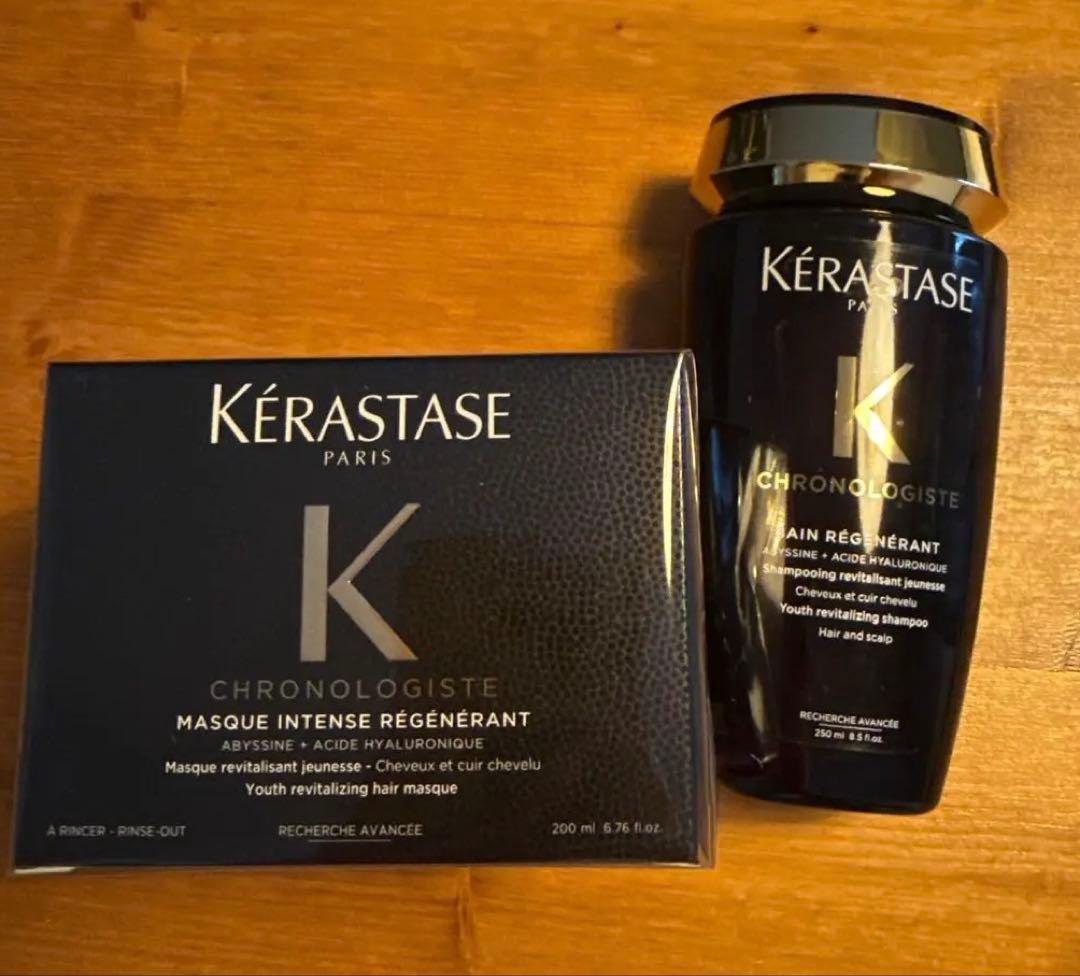 KÉRASTASE
PARIS
K
CHRONOLOGISTE
MASQUE INTENSE RÉGÉNÉRANT
ABYSSINE + ACIDE HYALURONIQUE
Masque revitalisant jeunesse - Cheveux et cuir chevelu
Youth revitalizing hair masque
À RINCER - RINSE-OUT
RECHERCHE AVANCÉE
200 ml 6.76 fl.oz.
KÉRASTASE
PARIS
K
CHRONOLOGISTE
BAIN RÉGÉNÉRANT
ABYSSINE + ACIDE HYALURONIQUE
Shampooing revitalisant jeunesse
Cheveux et cuir chevelu
Youth revitalizing shampoo
Hair and scalp
RECHERCHE AVANCÉE
250 ml 8.5 fl.oz.